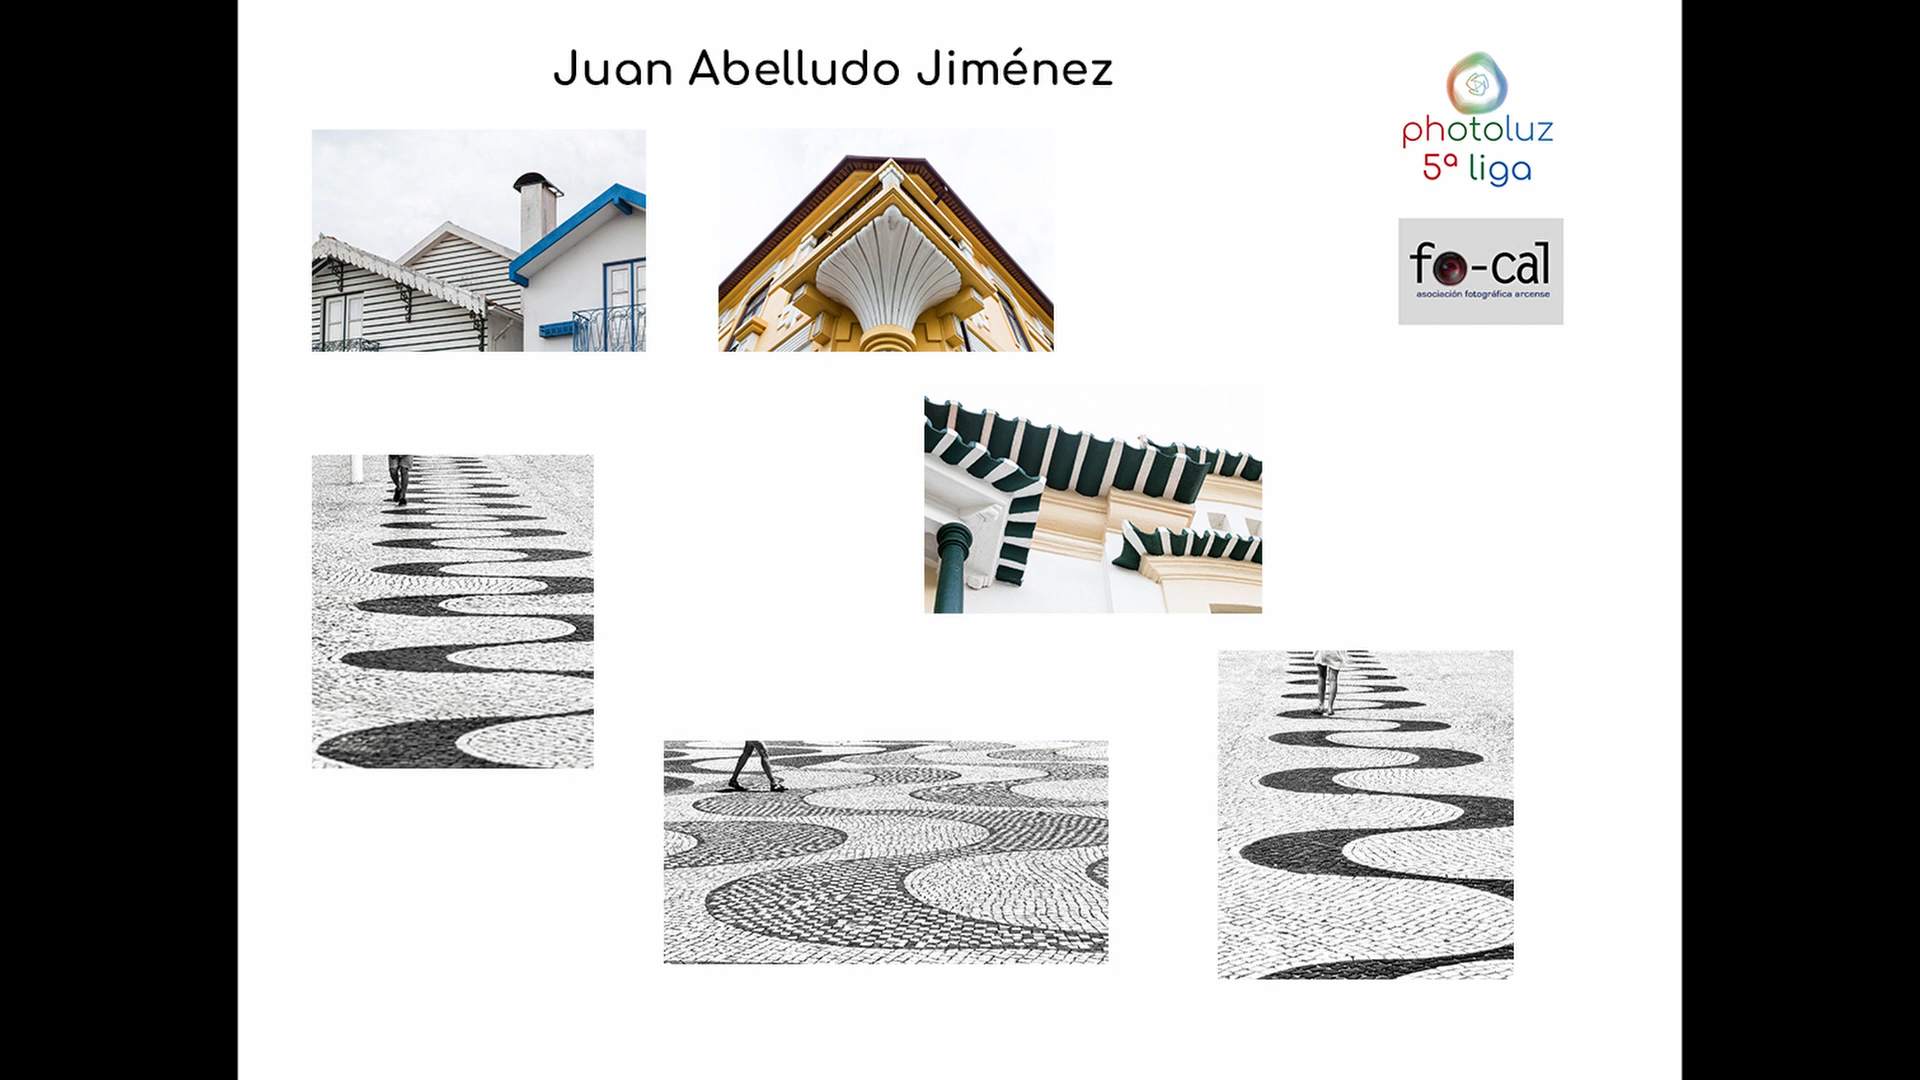 Juan Abelludo Jiménez
photoluz
5ª liga
fo-cal
asociación fotográfica arcense